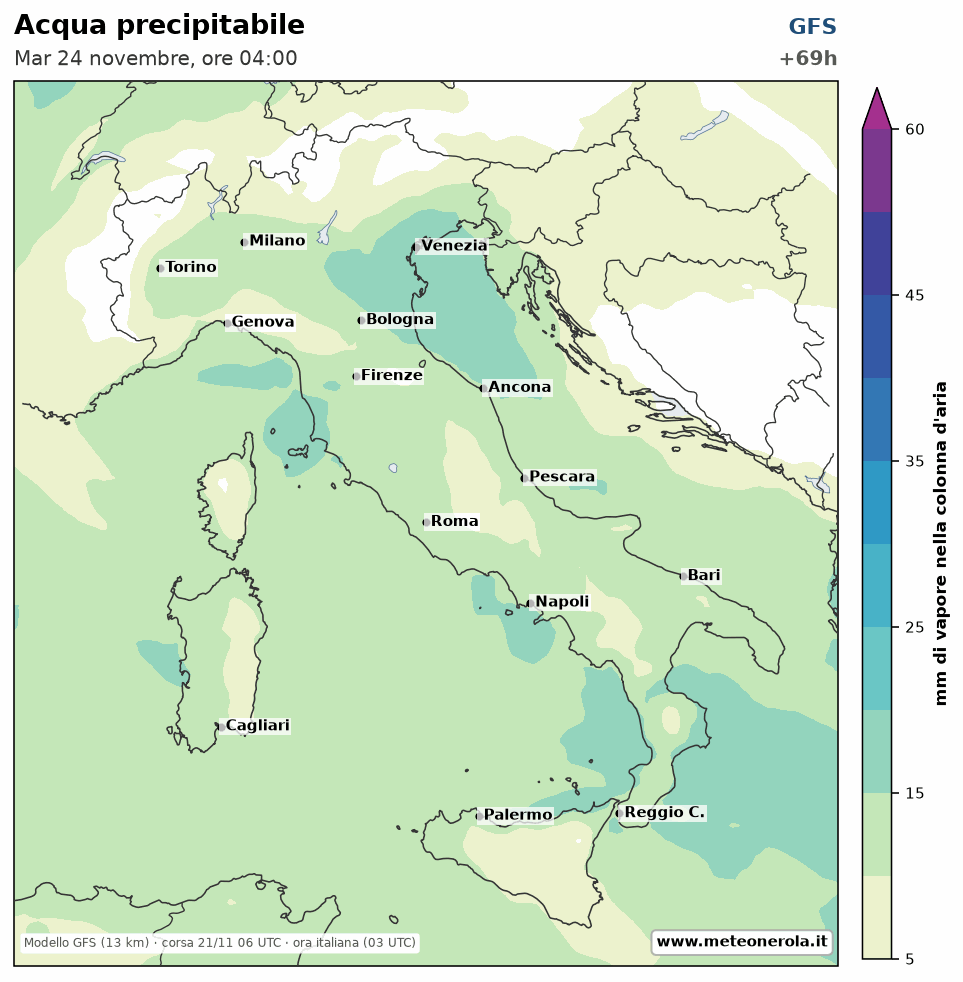 Acqua precipitabile
GFS
Mar 24 novembre, ore 04:00
+69h
Milano
Venezia
Torino
Genova
Bologna
Firenze
Ancona
Pescara
Roma
Bari
Napoli
Cagliari
Palermo
Reggio C.
60
45
35
25
15
5
mm di vapore nella colonna d'aria
Modello GFS (13 km) · corsa 21/11 06 UTC · ora italiana (03 UTC)
www.meteonerola.it